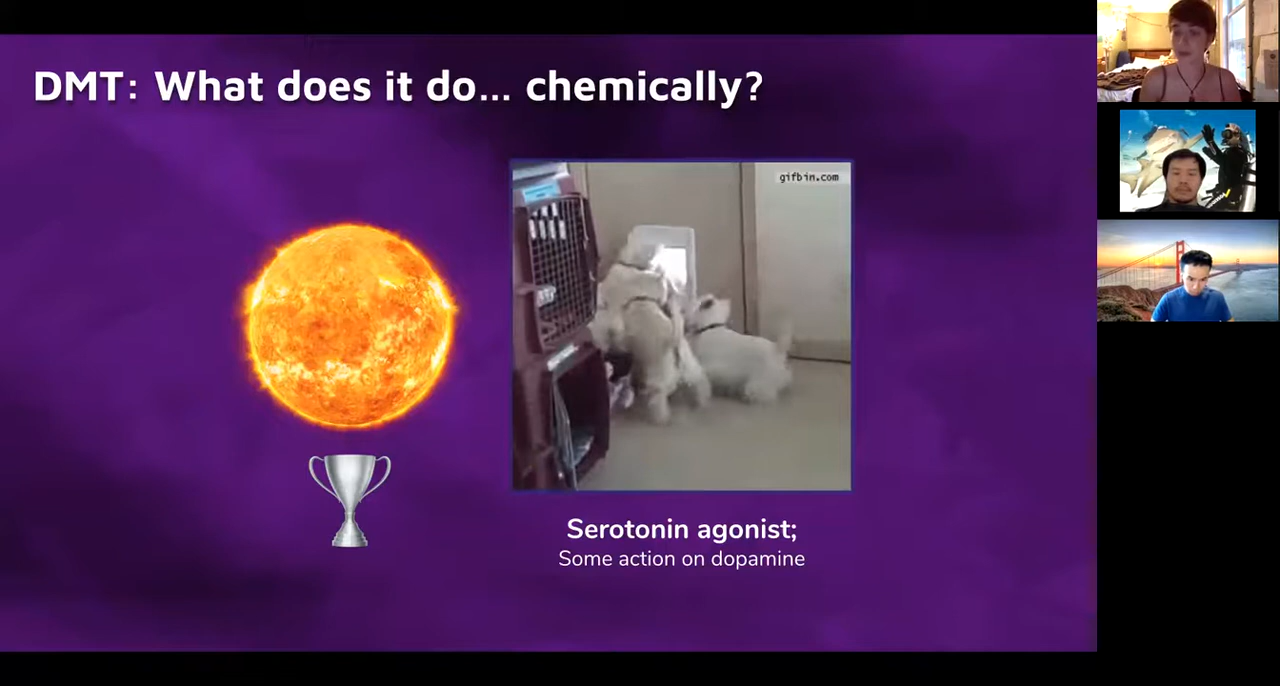 DMT: What does it do... chemically?
gifbin.com
Serotonin agonist;
Some action on dopamine